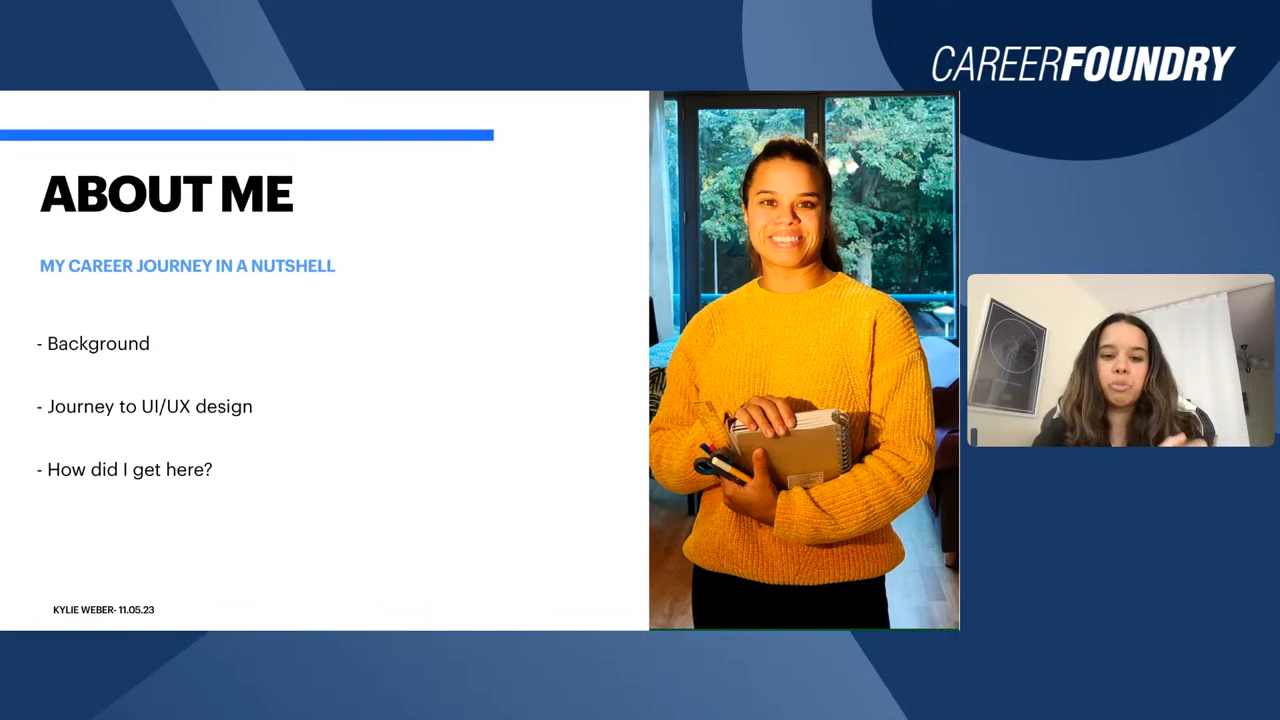 CAREERFOUNDRY
ABOUT ME
MY CAREER JOURNEY IN A NUTSHELL
- Background
- Journey to UI/UX design
- How did I get here?
KYLIE WEBER- 11.05.23